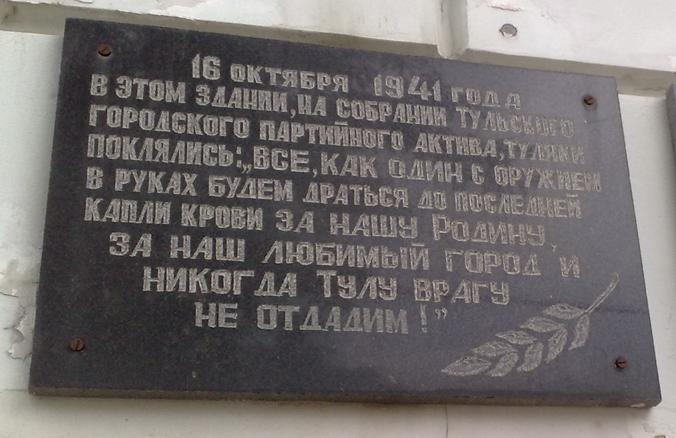 16 ОКТЯБРЯ 1941 ГОДА
В ЭТОМ ЗДАНИИ, НА СОБРАНИИ ТУЛЬСКОГО
ГОРОДСКОГО ПАРТИЙНОГО АКТИВА, ТУЛЯКИ
ПОКЛЯЛИСЬ: „ВСЕ, КАК ОДИН С ОРУЖИЕМ
В РУКАХ БУДЕМ ДРАТЬСЯ ДО ПОСЛЕДНЕЙ
КАПЛИ КРОВИ ЗА НАШУ РОДИНУ,
ЗА НАШ ЛЮБИМЫЙ ГОРОД И
НИКОГДА ТУЛУ ВРАГУ
НЕ ОТДАДИМ!”